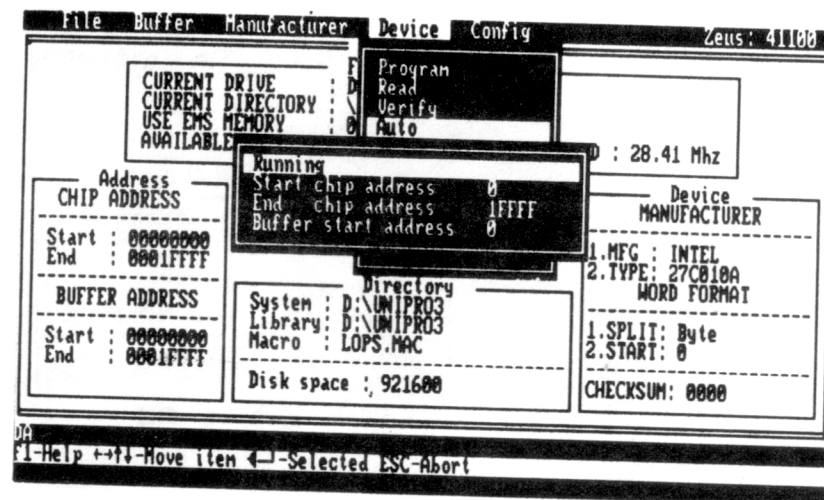 File Buffer Manufacturer Device Config Zeus: 41100
Program
Read
Verify
Auto
CURRENT DRIVE : D
CURRENT DIRECTORY : \
USE EMS MEMORY 0
AVAILABLE
: 28.41 Mhz
Running
Start chip address 0
End chip address 1FFFF
Buffer start address 0
Address
CHIP ADDRESS
Start : 00000000
End : 0001FFFF
BUFFER ADDRESS
Start : 00000000
End : 0001FFFF
Directory
System : D:\UNIPRO3
Library: D:\UNIPRO3
Macro : LOPS.MAC
Disk space : 921600
Device
MANUFACTURER
1.MFG : INTEL
2.TYPE: 27C010A
WORD FORMAT
1.SPLIT: Byte
2.START: 0
CHECKSUM: 0000
DA
F1-Help ←→↑↓-Move item ◄─┘-Selected ESC-Abort